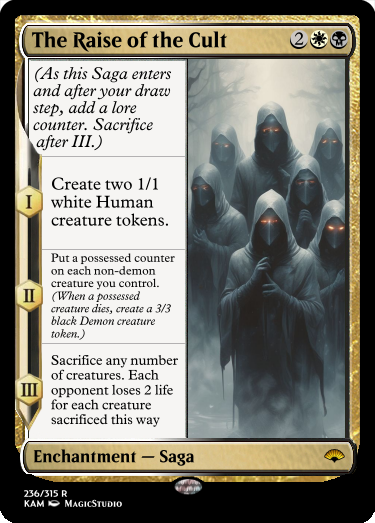 The Raise of the Cult 2
(As this Saga enters
and after your draw
step, add a lore
counter. Sacrifice
after III.)
I
Create two 1/1
white Human
creature tokens.
II
Put a possessed counter
on each non-demon
creature you control.
(When a possessed
creature dies, create a 3/3
black Demon creature
token.)
III
Sacrifice any number
of creatures. Each
opponent loses 2 life
for each creature
sacrificed this way
Enchantment — Saga
236/315 R
KAM MagicStudio